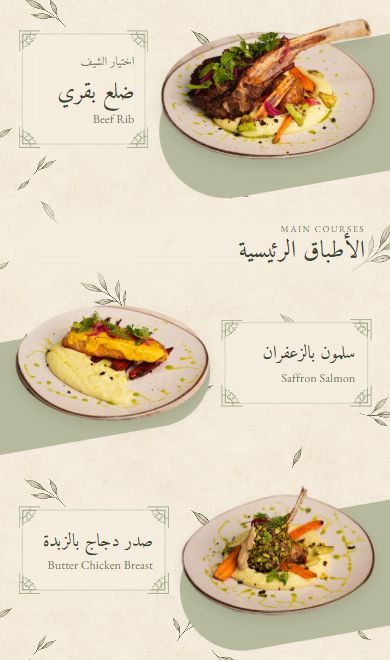 اختيار الشيف
ضلع بقري
Beef Rib
MAIN COURSES
الأطباق الرئيسية
سلمون بالزعفران
Saffron Salmon
صدر دجاج بالزبدة
Butter Chicken Breast